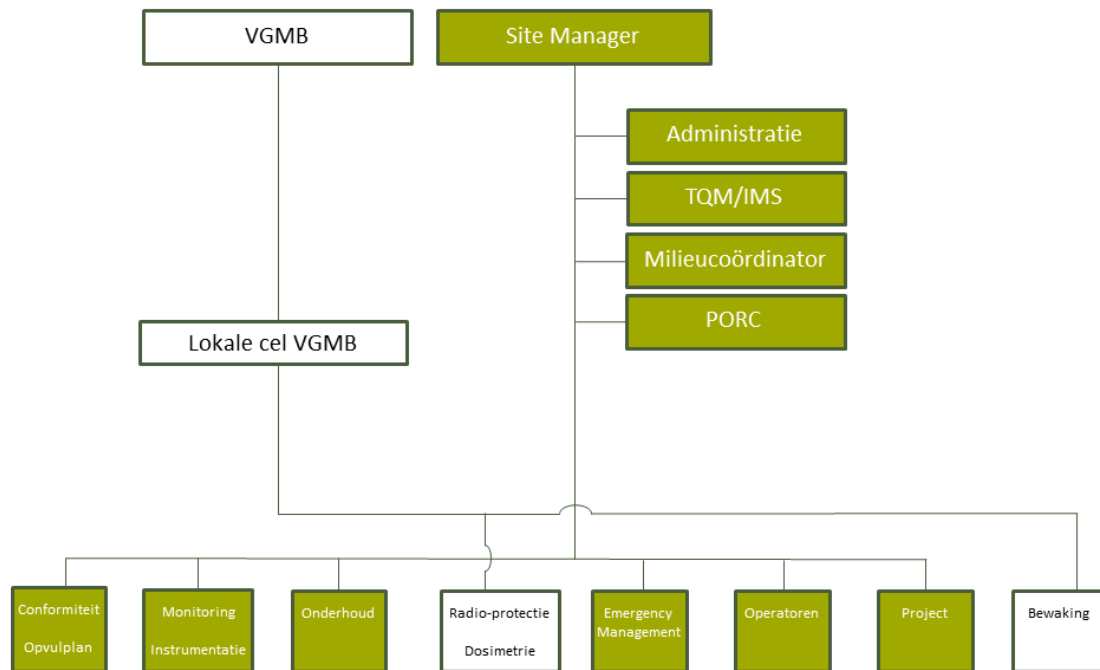 VGMB
Site Manager
Administratie
TQM/IMS
Milieucoördinator
PORC
Lokale cel VGMB
Conformiteit
Opvulplan
Monitoring
Instrumentatie
Onderhoud
Radio-protectie
Dosimetrie
Emergency
Management
Operatoren
Project
Bewaking